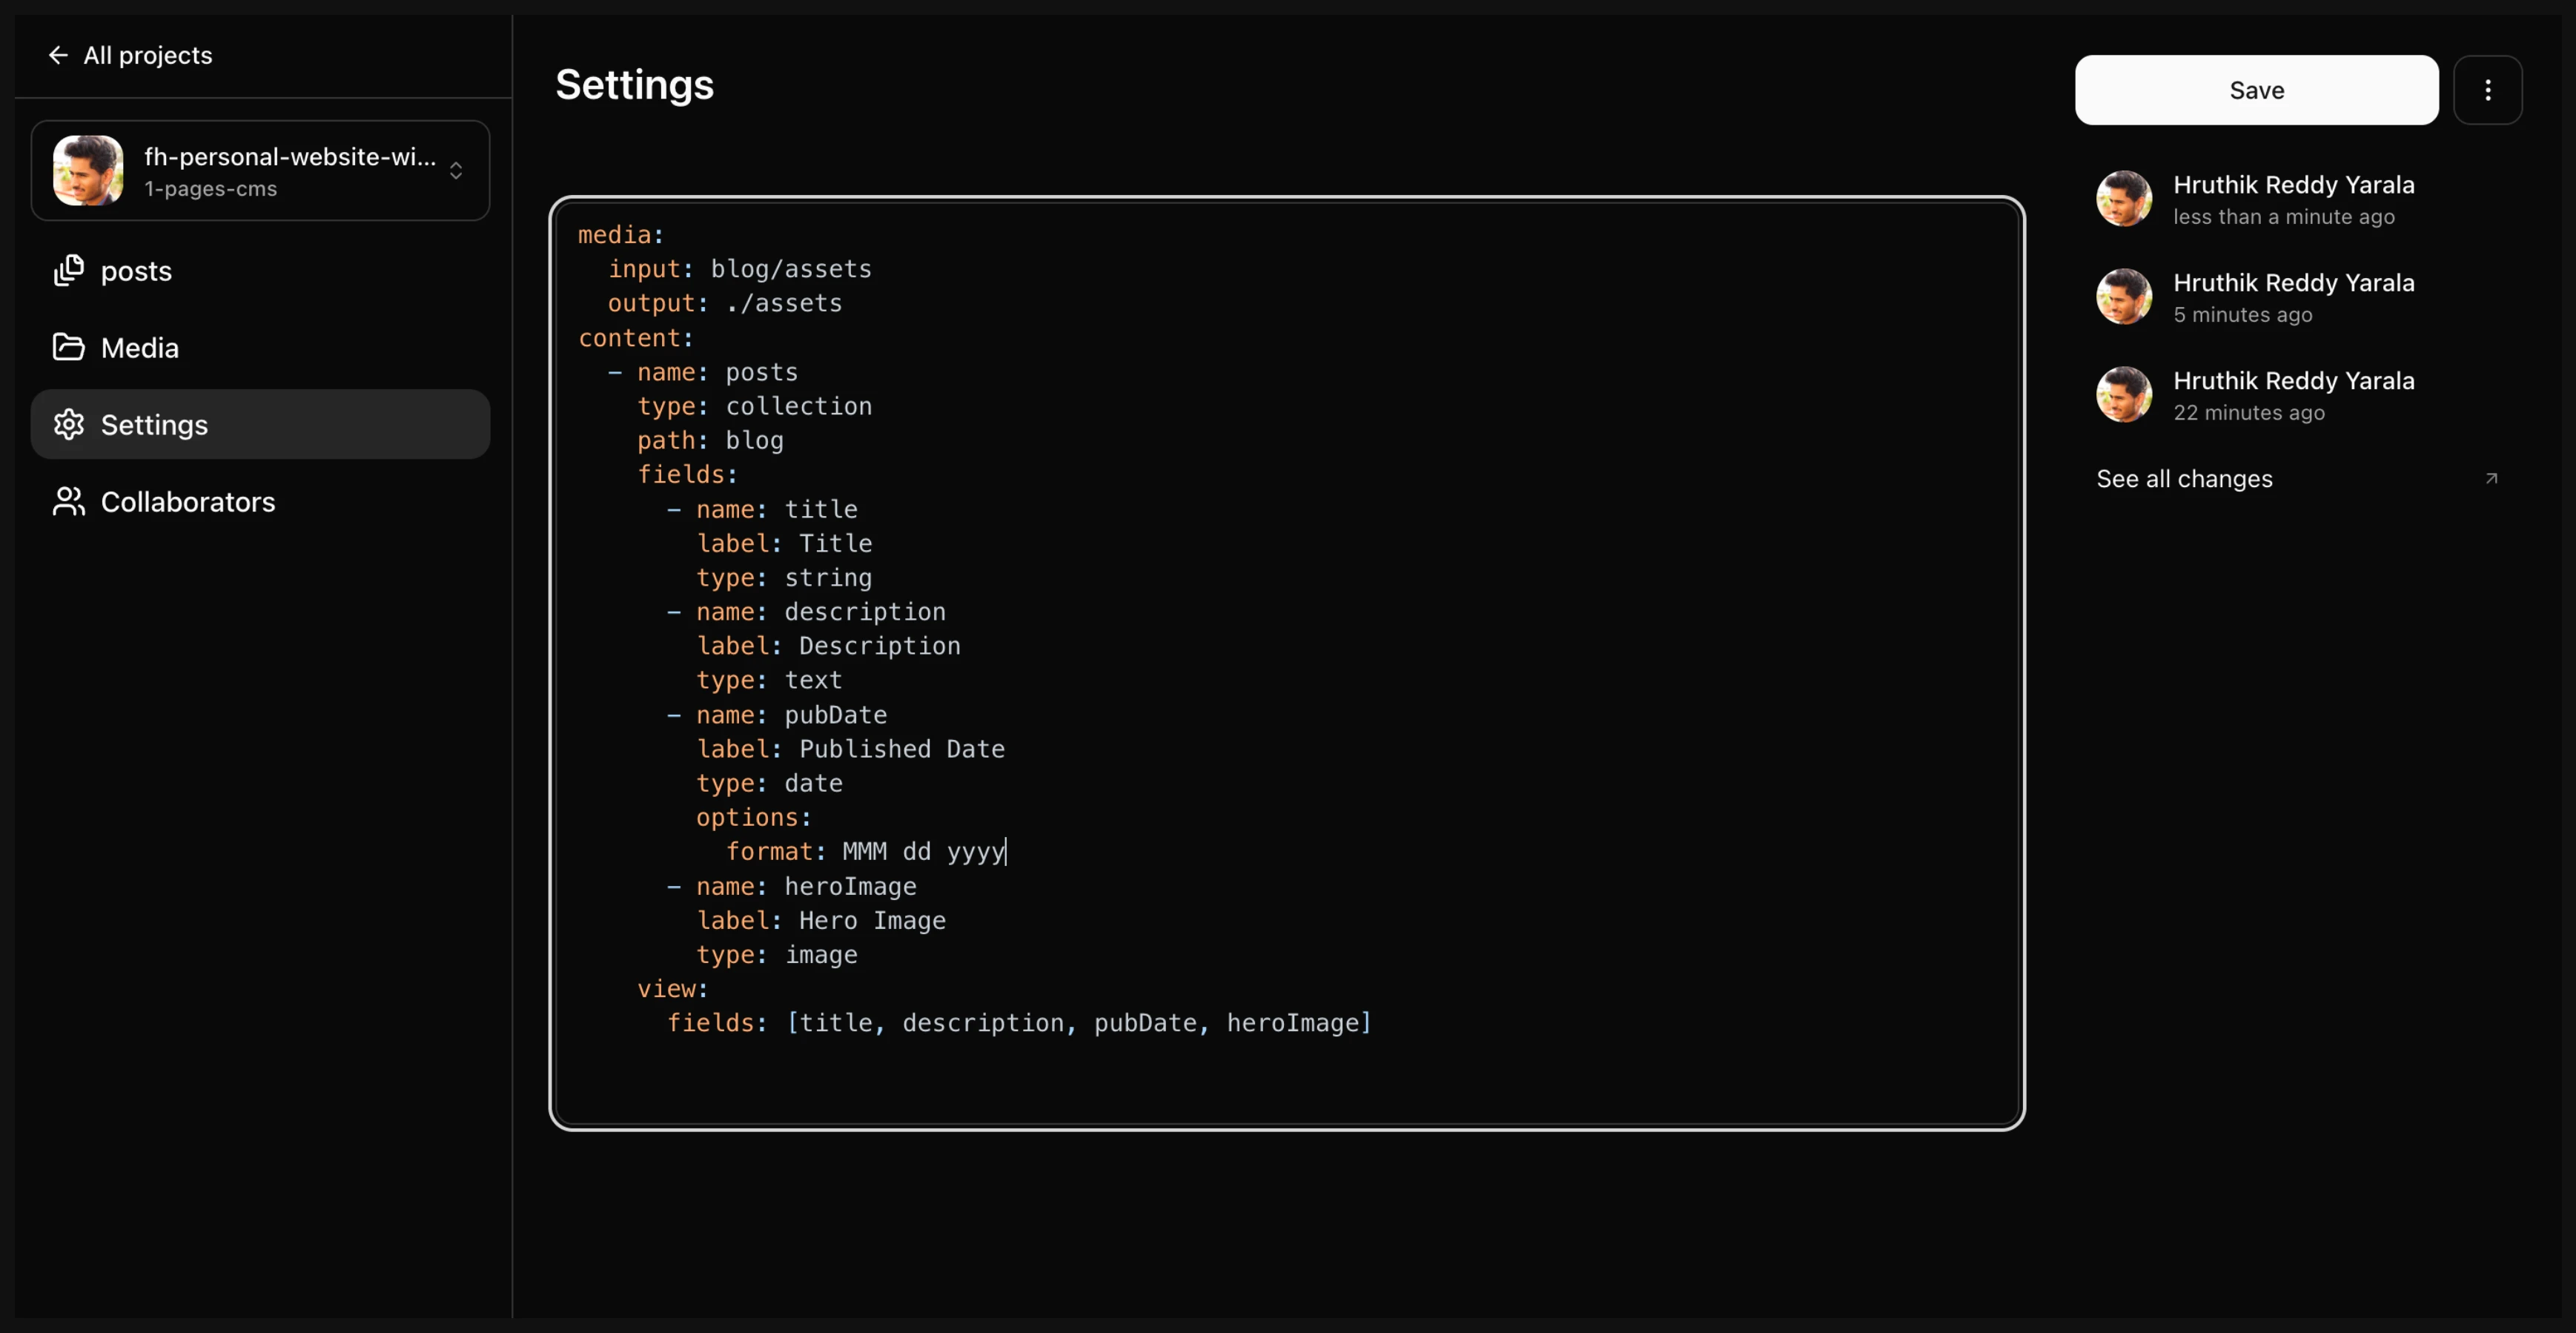 All projects
fh-personal-website-wi...
1-pages-cms
posts
Media
Settings
Collaborators
Settings
media:
  input: blog/assets
  output: ./assets
content:
  - name: posts
    type: collection
    path: blog
    fields:
      - name: title
        label: Title
        type: string
      - name: description
        label: Description
        type: text
      - name: pubDate
        label: Published Date
        type: date
        options:
          format: MMM dd yyyy
      - name: heroImage
        label: Hero Image
        type: image
    view:
      fields: [title, description, pubDate, heroImage]
Save
Hruthik Reddy Yarala
less than a minute ago
Hruthik Reddy Yarala
5 minutes ago
Hruthik Reddy Yarala
22 minutes ago
See all changes